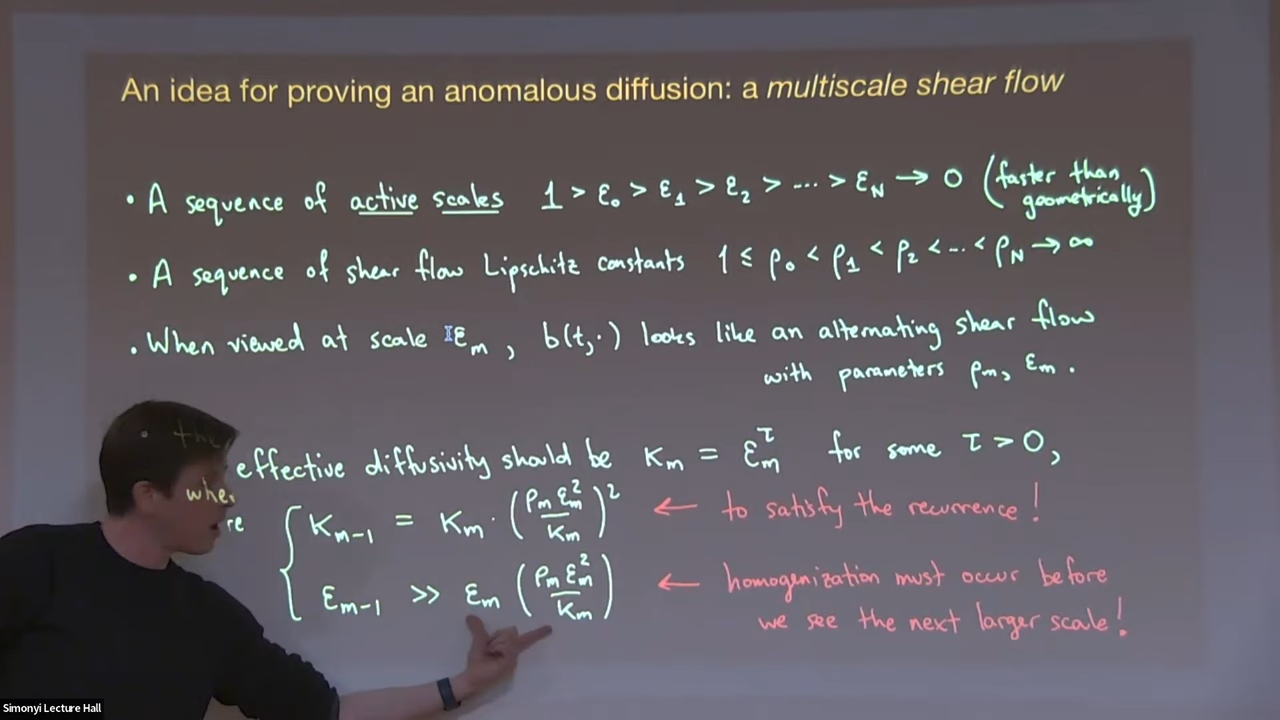 An idea for proving an anomalous diffusion: a multiscale shear flow
• A sequence of active scales 1 > ε₀ > ε₁ > ε₂ > ... > ε_N → 0 (faster than geometrically)
• A sequence of shear flow Lipschitz constants 1 ≤ ρ₀ < ρ₁ < ρ₂ < ... < ρ_N → ∞
• When viewed at scale ε_m, b(t,·) looks like an alternating shear flow
with parameters ρ_m, ε_m.
• the effective diffusivity should be κ_m = ε_m^τ for some τ > 0,
where
κ_{m-1} = κ_m · (ρ_m ε_m² / κ_m)² ← to satisfy the recurrence!
ε_{m-1} >> ε_m (ρ_m ε_m² / κ_m) ← homogenization must occur before
we see the next larger scale!
Simonyi Lecture Hall